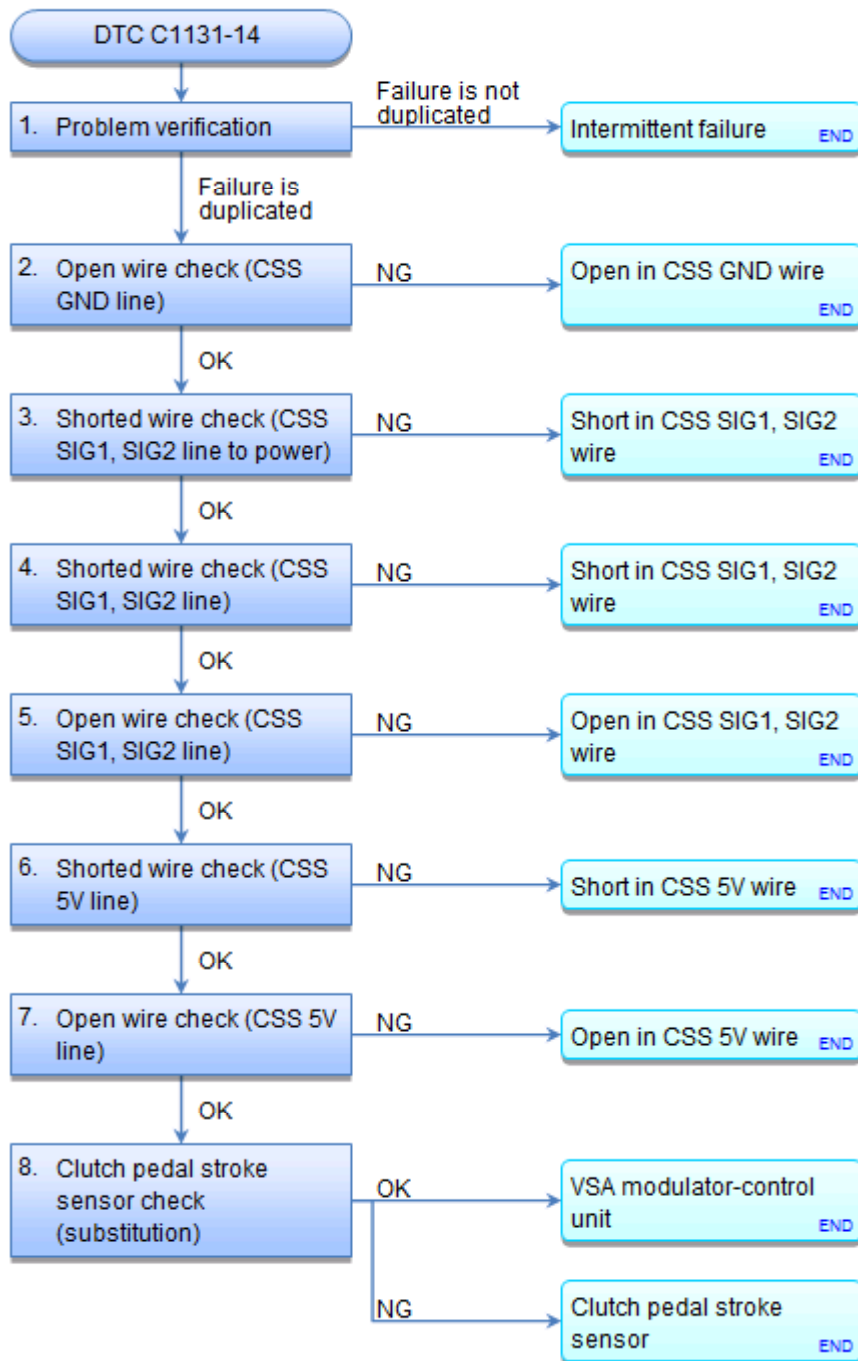 DTC C1131-14
Failure is not
duplicated
1. Problem verification
Intermittent failure
END
Failure is
duplicated
2. Open wire check (CSS
GND line)
NG
Open in CSS GND wire
END
OK
3. Shorted wire check (CSS
SIG1, SIG2 line to power)
NG
Short in CSS SIG1, SIG2
wire
END
OK
4. Shorted wire check (CSS
SIG1, SIG2 line)
NG
Short in CSS SIG1, SIG2
wire
END
OK
5. Open wire check (CSS
SIG1, SIG2 line)
NG
Open in CSS SIG1, SIG2
wire
END
OK
6. Shorted wire check (CSS
5V line)
NG
Short in CSS 5V wire
END
OK
7. Open wire check (CSS 5V
line)
NG
Open in CSS 5V wire
END
OK
8. Clutch pedal stroke
sensor check
(substitution)
OK
VSA modulator-control
unit
END
NG
Clutch pedal stroke
sensor
END